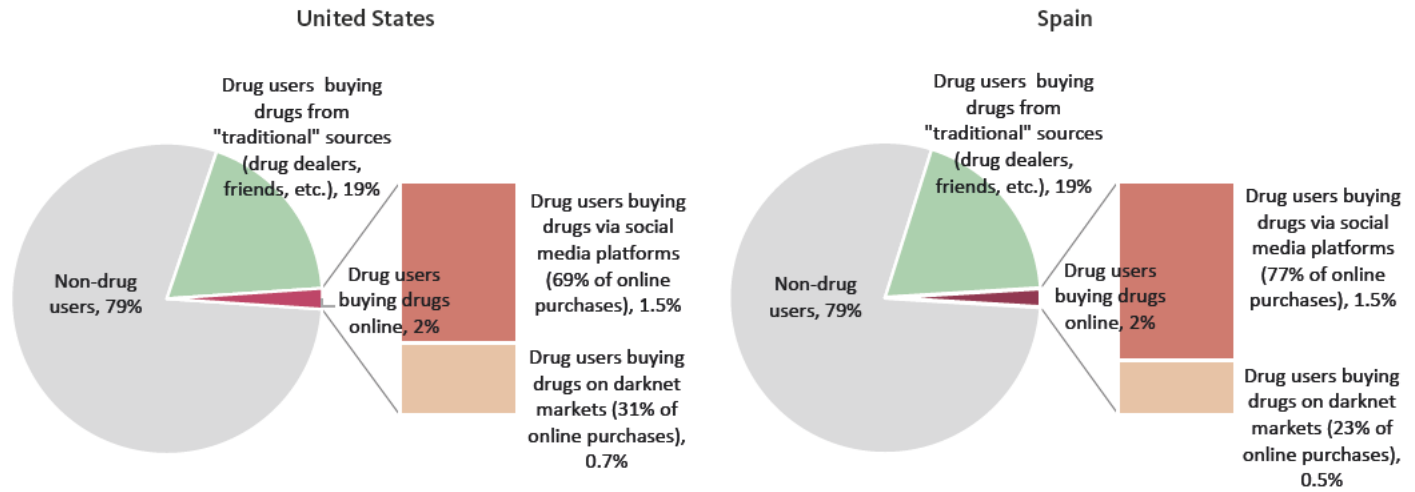 United States
Drug users  buying
drugs from
"traditional" sources
(drug dealers,
friends, etc.), 19%
Non-drug
users, 79%
Drug users
buying drugs
online, 2%
Drug users buying
drugs via social
media platforms
(69% of online
purchases), 1.5%
Drug users buying
drugs on darknet
markets (31% of
online purchases),
0.7%
Spain
Drug users  buying
drugs from
"traditional" sources
(drug dealers,
friends, etc.), 19%
Non-drug
users, 79%
Drug users
buying drugs
online, 2%
Drug users buying
drugs via social
media platforms
(77% of online
purchases), 1.5%
Drug users buying
drugs on darknet
markets (23% of
online purchases),
0.5%